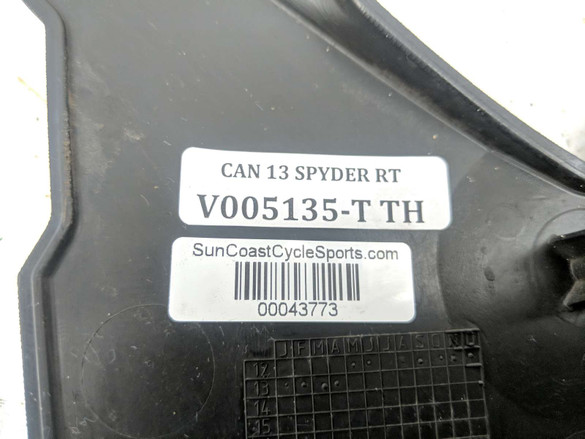 CAN 13 SPYDER RT
V005135-T TH
SunCoastCycleSports.com
00043773
J F M A M J J A S O N D
12
13
14
15